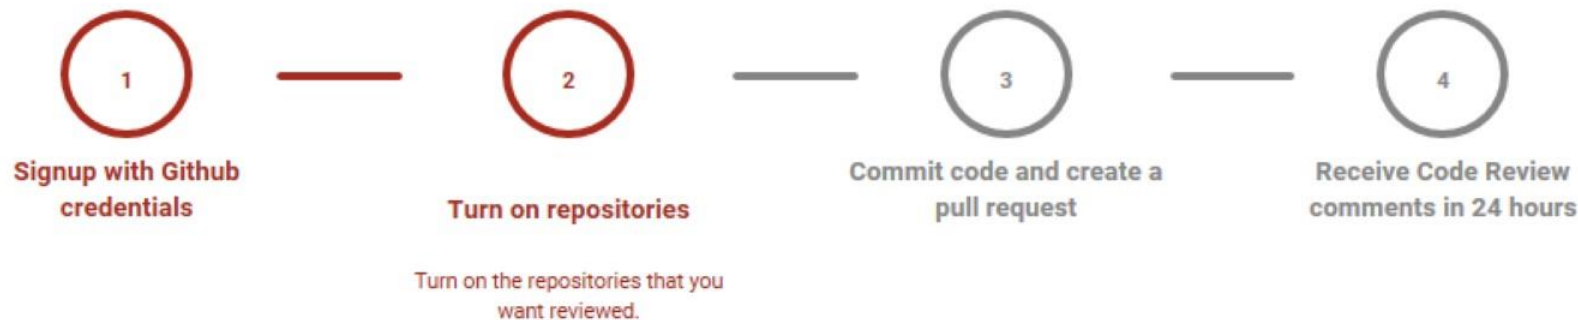 1
2
3
4
Signup with Github
credentials
Turn on repositories
Turn on the repositories that you
want reviewed.
Commit code and create a
pull request
Receive Code Review
comments in 24 hours